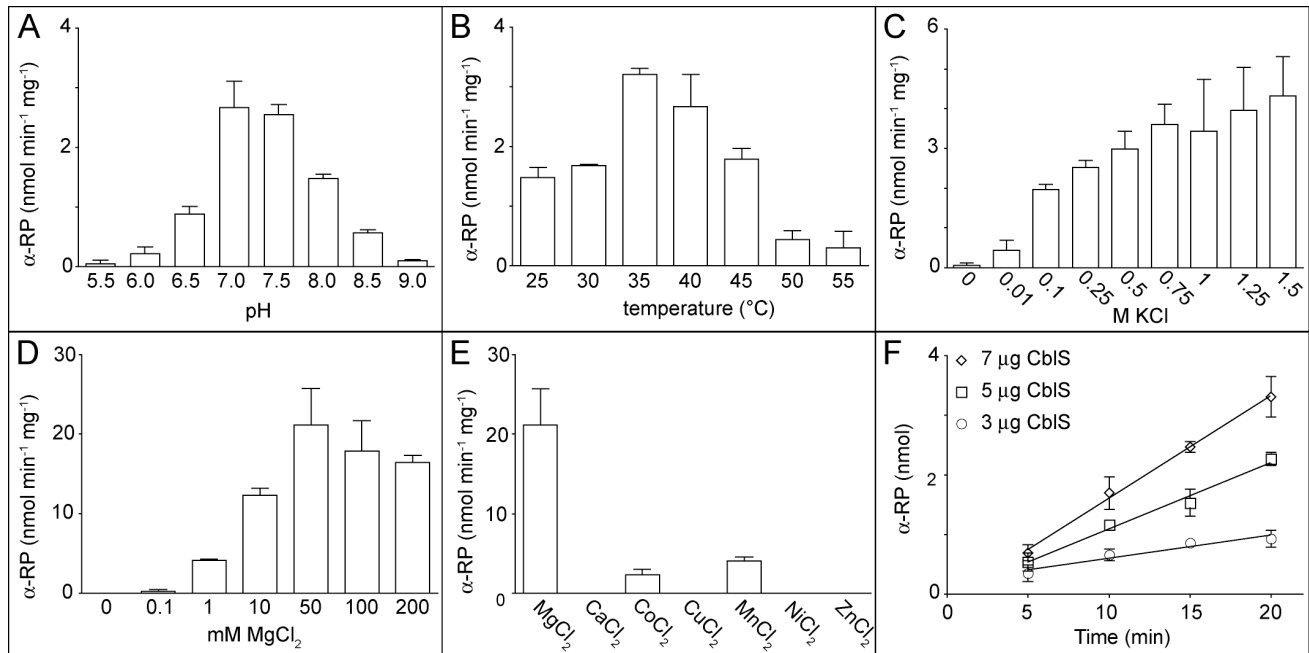 A
α-RP (nmol min⁻¹ mg⁻¹)
4
2
0
5.5 6.0 6.5 7.0 7.5 8.0 8.5 9.0
pH
B
α-RP (nmol min⁻¹ mg⁻¹)
4
2
0
25 30 35 40 45 50 55
temperature (°C)
C
α-RP (nmol min⁻¹ mg⁻¹)
6
3
0
0 0.01 0.1 0.25 0.5 0.75 1 1.25 1.5
M KCl
D
α-RP (nmol min⁻¹ mg⁻¹)
30
20
10
0
0 0.1 1 10 50 100 200
mM MgCl₂
E
α-RP (nmol min⁻¹ mg⁻¹)
30
20
10
0
MgCl₂ CaCl₂ CoCl₂ CuCl₂ MnCl₂ NiCl₂ ZnCl₂
F
7 µg CblS
5 µg CblS
3 µg CblS
α-RP (nmol)
4
2
0
0 5 10 15 20
Time (min)